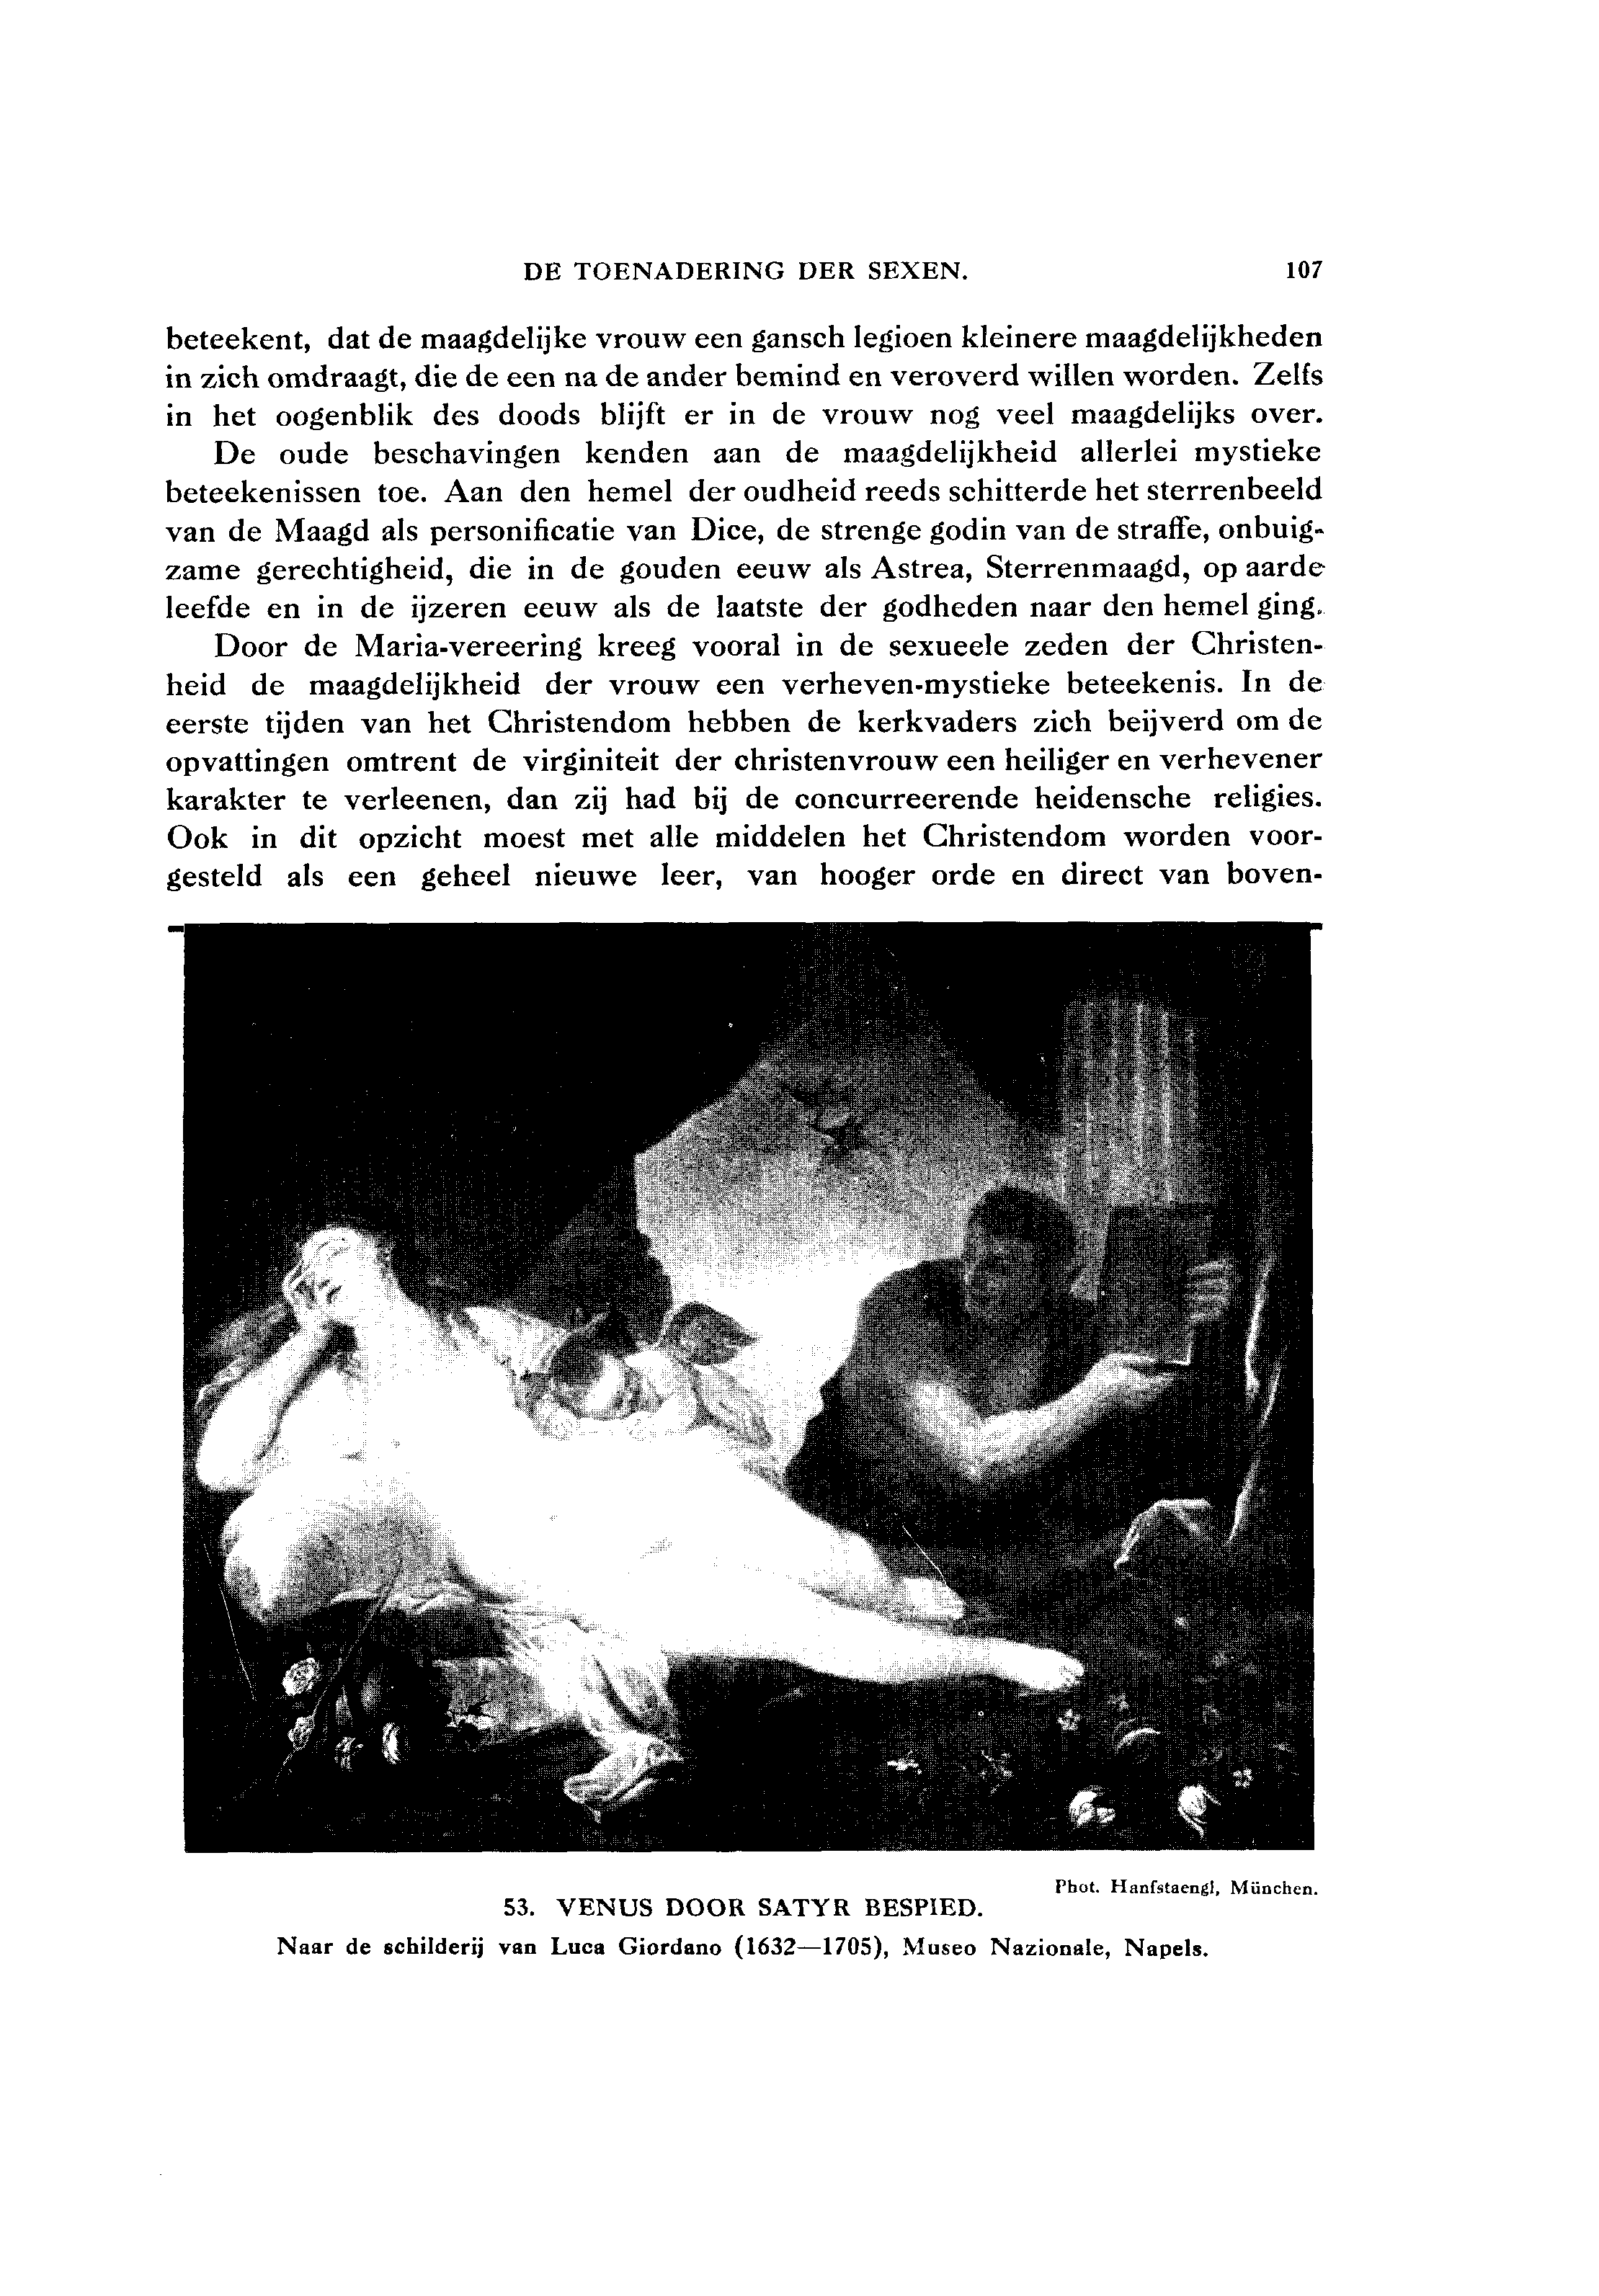 DE TOENADERING DER SEXEN. 107
beteekent, dat de maagdelijke vrouw een gansch legioen kleinere maagdelijkheden
in zich omdraagt, die de een na de ander bemind en veroverd willen worden. Zelfs
in het oogenblik des doods blijft er in de vrouw nog veel maagdelijks over.
De oude beschavingen kenden aan de maagdelijkheid allerlei mystieke
beteekenissen toe. Aan den hemel der oudheid reeds schitterde het sterrenbeeld
van de Maagd als personificatie van Dice, de strenge godin van de straffe, onbuig-
zame gerechtigheid, die in de gouden eeuw als Astrea, Sterrenmaagd, op aarde
leefde en in de ijzeren eeuw als de laatste der godheden naar den hemel ging.
Door de Maria-vereering kreeg vooral in de sexueele zeden der Christen-
heid de maagdelijkheid der vrouw een verheven-mystieke beteekenis. In de
eerste tijden van het Christendom hebben de kerkvaders zich beijverd om de
opvattingen omtrent de virginiteit der christenvrouw een heiliger en verhevener
karakter te verleenen, dan zij had bij de concurreerende heidensche religies.
Ook in dit opzicht moest met alle middelen het Christendom worden voor-
gesteld als een geheel nieuwe leer, van hooger orde en direct van boven-
Phot. Hanfstaengl, München.
53. VENUS DOOR SATYR BESPIED.
Naar de schilderij van Luca Giordano (1632—1705), Museo Nazionale, Napels.